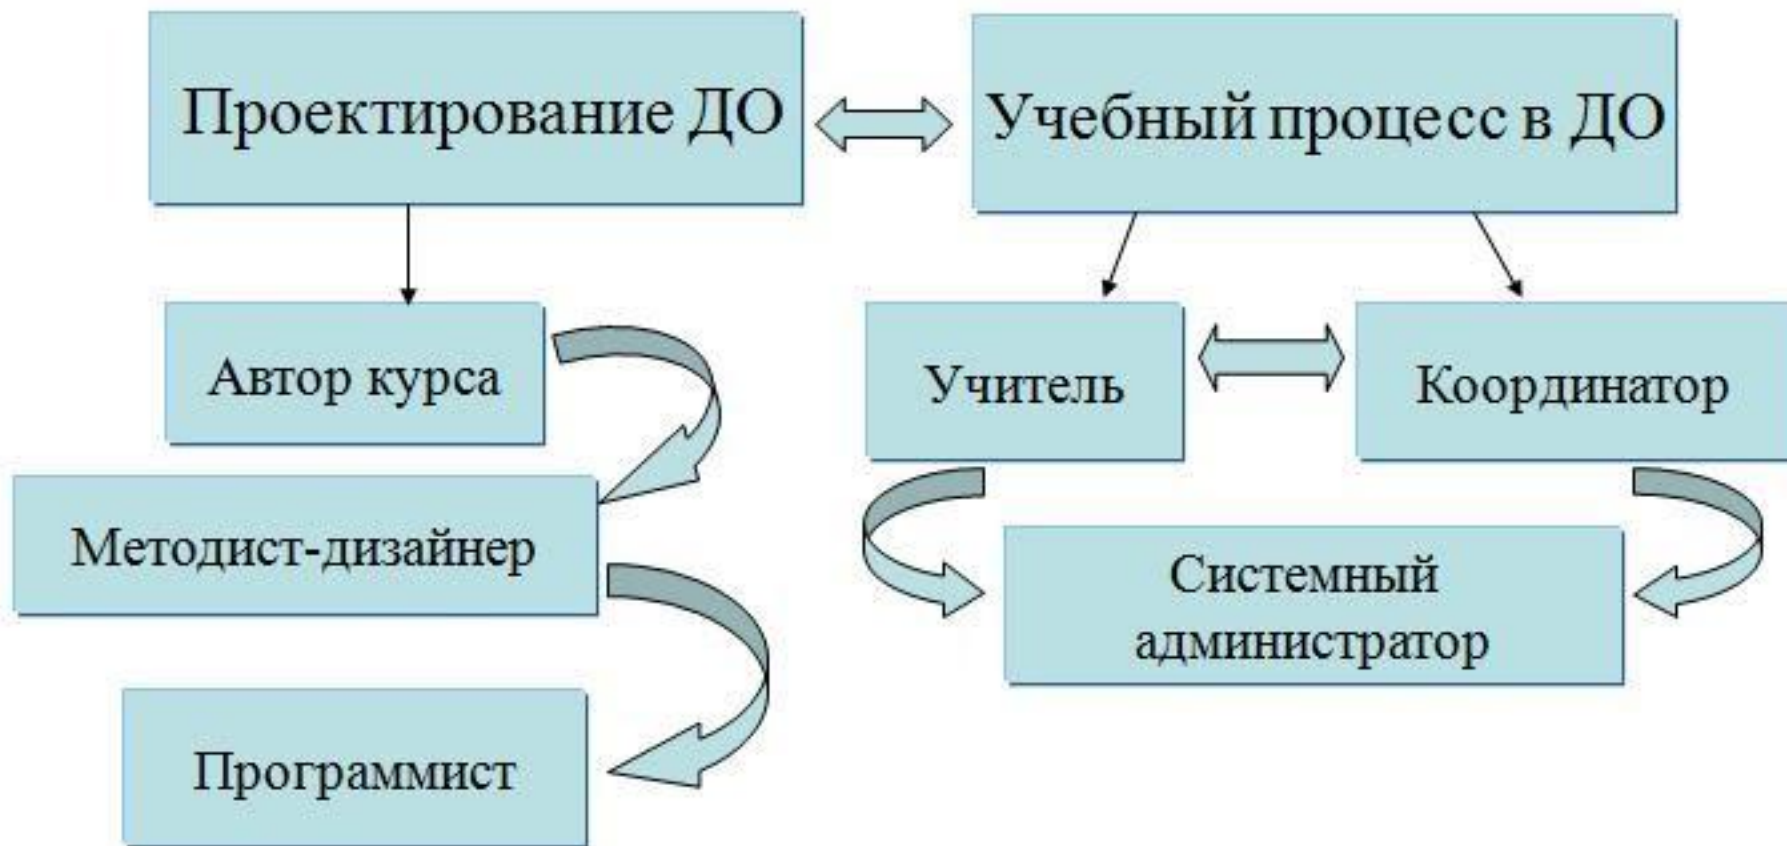 Проектирование ДО
Учебный процесс в ДО
Автор курса
Учитель
Координатор
Методист-дизайнер
Системный
администратор
Программист